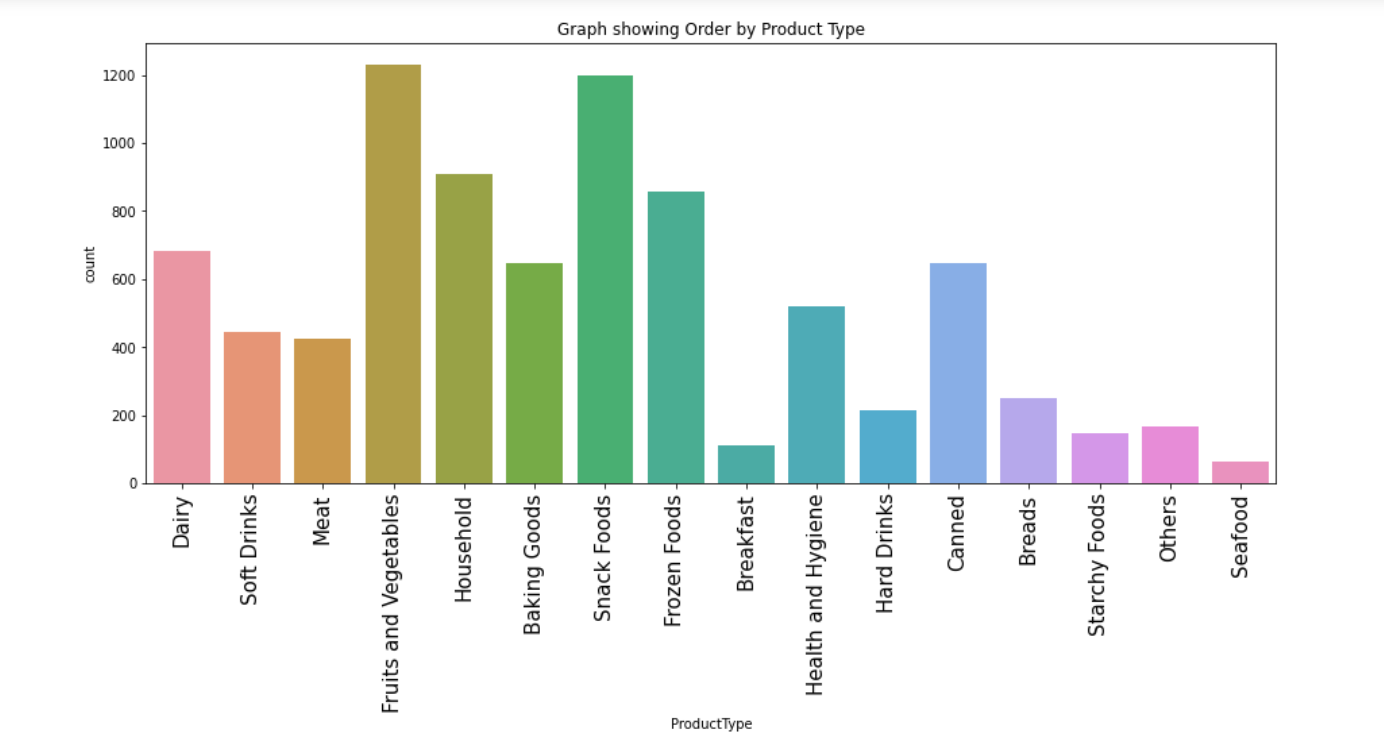 Graph showing Order by Product Type
1200
1000
800
600
400
200
0
count
Dairy
Soft Drinks
Meat
Fruits and Vegetables
Household
Baking Goods
Snack Foods
Frozen Foods
Breakfast
Health and Hygiene
Hard Drinks
Canned
Breads
Starchy Foods
Others
Seafood
ProductType